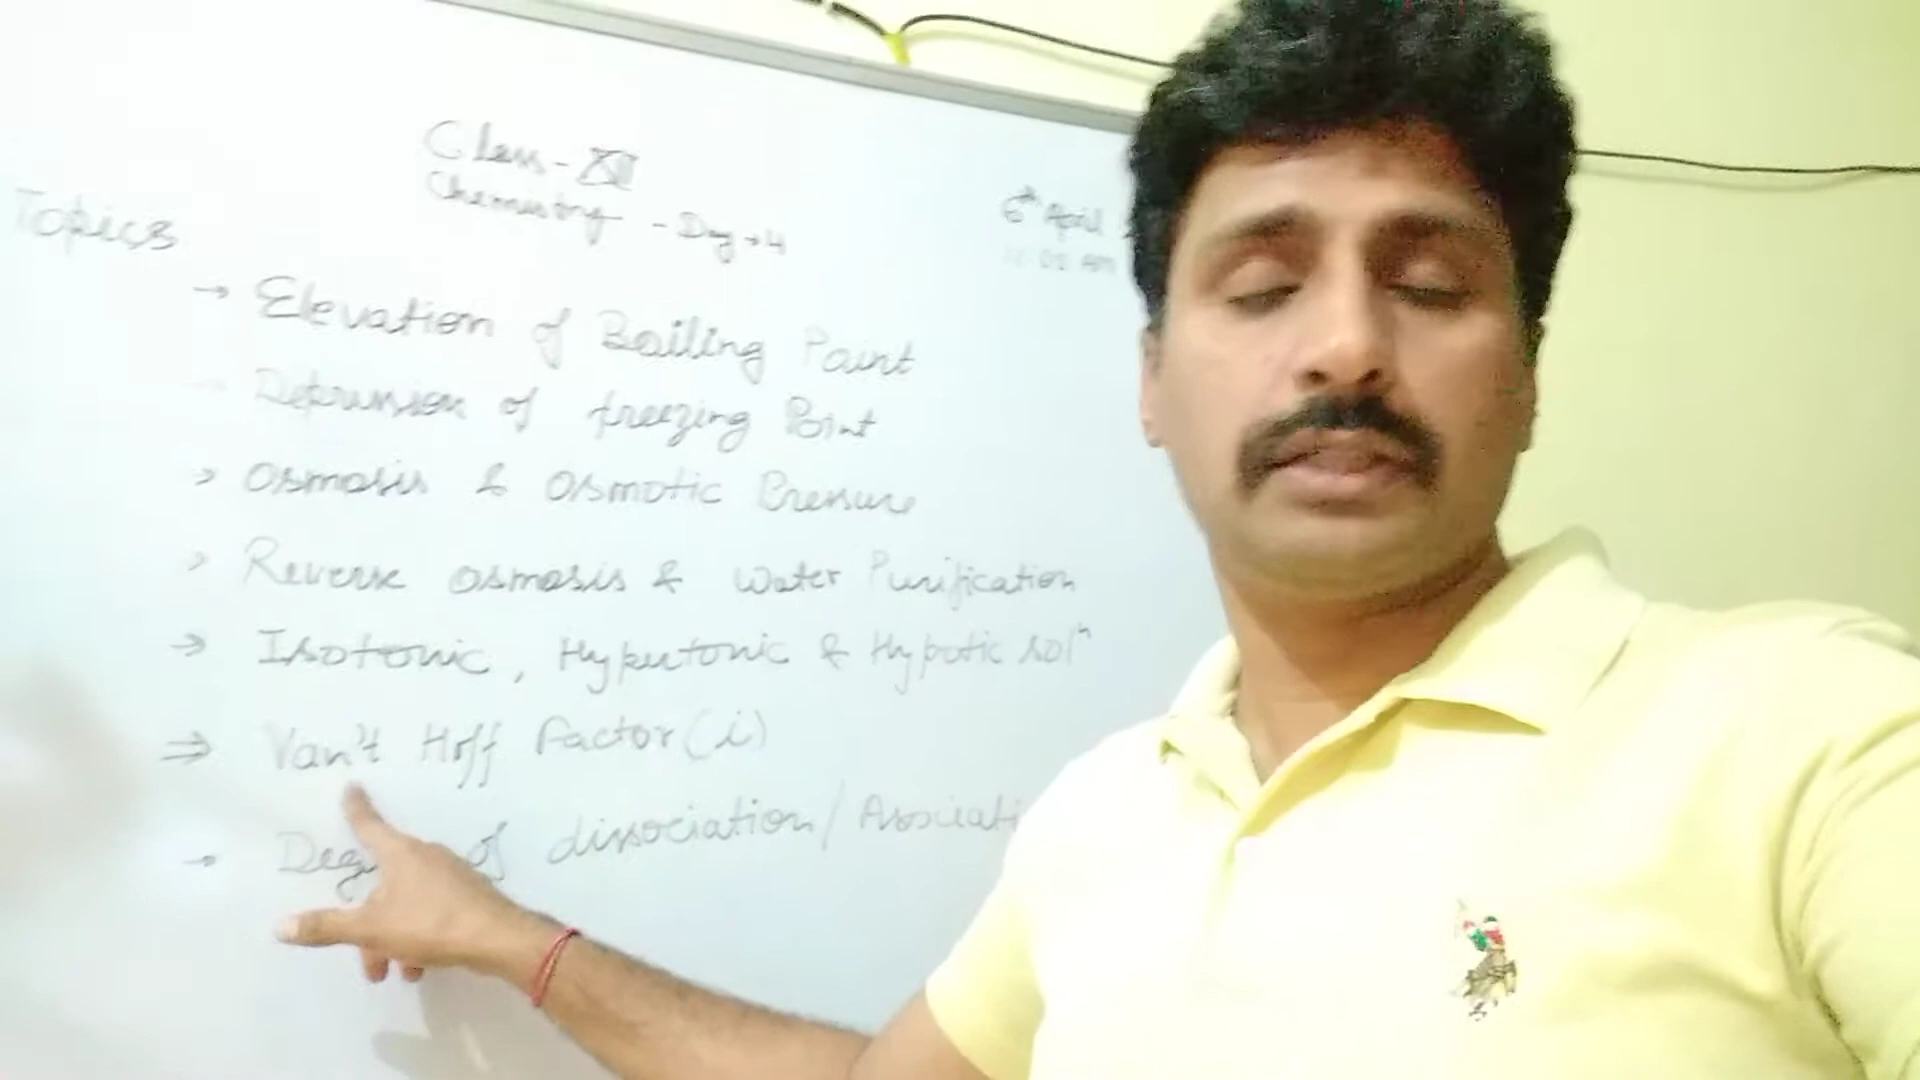 Class - XII
Chemistry - Day → 4
6th April
Topics
→ Elevation of Boiling Point
Depression of freezing Point
→ Osmosis & Osmotic Pressure
→ Reverse osmosis & Water Purification
→ Isotonic, Hypertonic & Hypotic solⁿ
⇒ Van't Hoff Factor (i)
→ of dissociation /